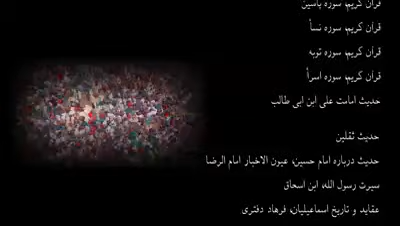 قرآن کریم، سوره یاسین
قرآن کریم، سوره نسأ
قرآن کریم، سوره توبه
قرآن کریم، سوره اسرأ
حدیث امامت علی ابن ابی طالب
حدیث ثقلین
حدیث درباره امام حسین، عیون الاخبار امام الرضا
سیرت رسول الله، ابن اسحاق
عقاید و تاریخ اسماعیلیان، فرهاد دفتری